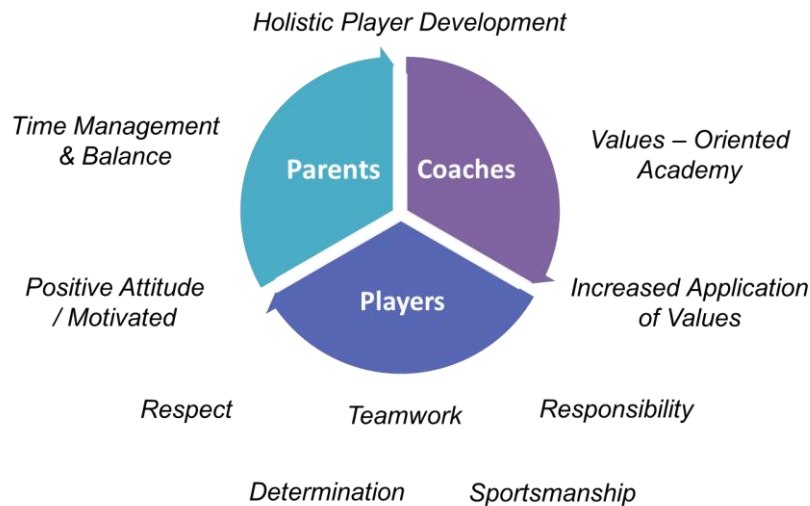 Holistic Player Development
Time Management
& Balance
Parents
Coaches
Values – Oriented
Academy
Positive Attitude
/ Motivated
Players
Increased Application
of Values
Respect
Teamwork
Responsibility
Determination
Sportsmanship